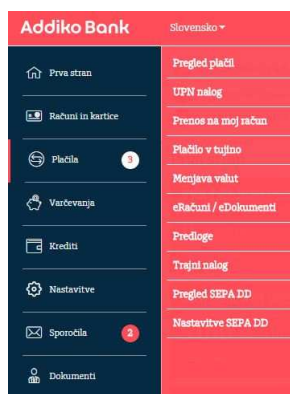 Addiko Bank
Slovensko
Prva stran
Računi in kartice
Plačila
3
Varčevanja
Krediti
Nastavitve
Sporočila
2
Dokumenti
Pregled plačil
UPN nalog
Prenos na moj račun
Plačilo v tujino
Menjava valut
eRačuni / eDokumenti
Predloge
Trajni nalog
Pregled SEPA DD
Nastavitve SEPA DD